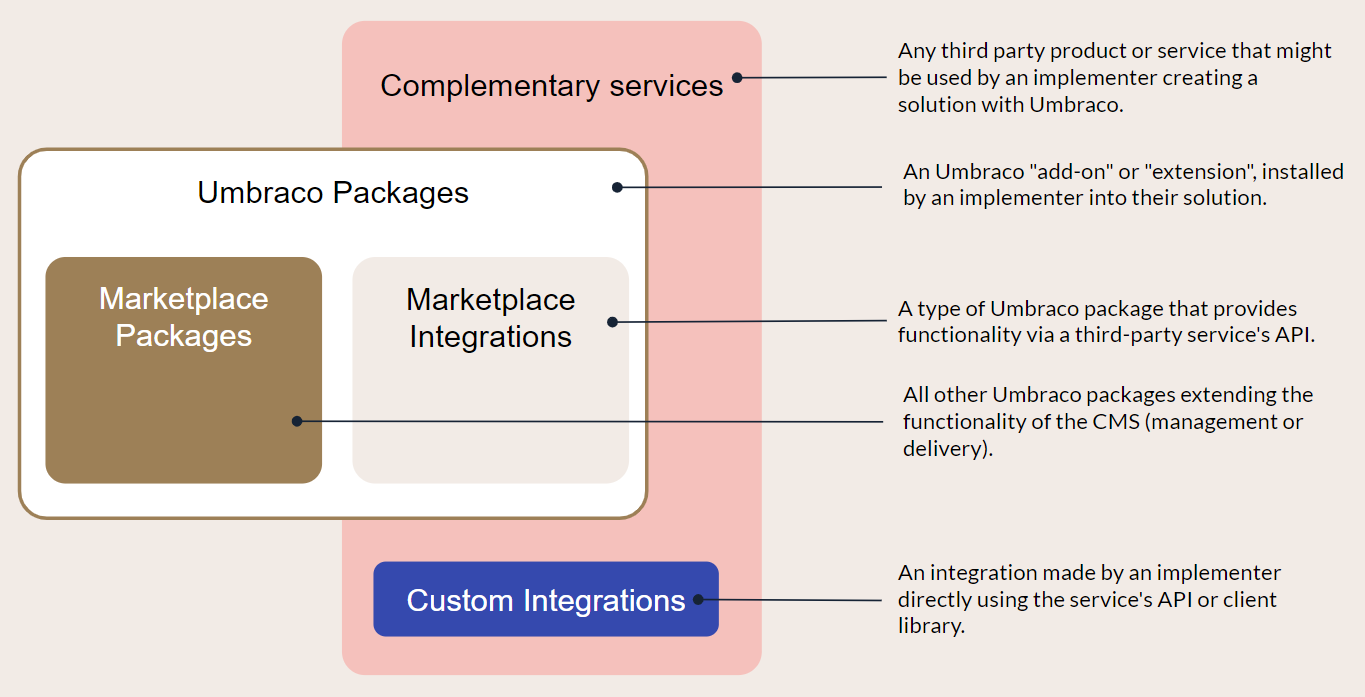 Complementary services
Any third party product or service that might
be used by an implementer creating a
solution with Umbraco.
Umbraco Packages
An Umbraco "add-on" or "extension", installed
by an implementer into their solution.
Marketplace
Packages
Marketplace
Integrations
A type of Umbraco package that provides
functionality via a third-party service's API.
All other Umbraco packages extending the
functionality of the CMS (management or
delivery).
Custom Integrations
An integration made by an implementer
directly using the service's API or client
library.